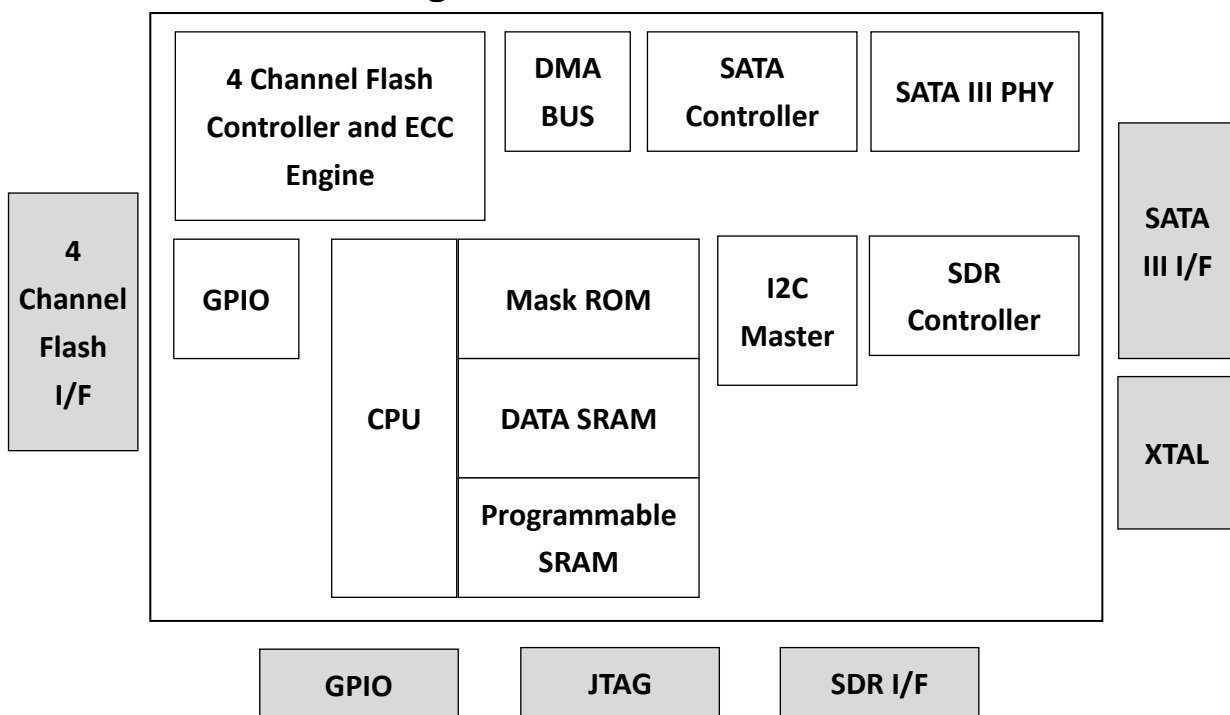 4 Channel Flash
Controller and ECC
Engine
DMA
BUS
SATA
Controller
SATA III PHY
4
Channel
Flash
I/F
GPIO
CPU
Mask ROM
DATA SRAM
Programmable
SRAM
I2C
Master
SDR
Controller
SATA
III I/F
XTAL
GPIO
JTAG
SDR I/F